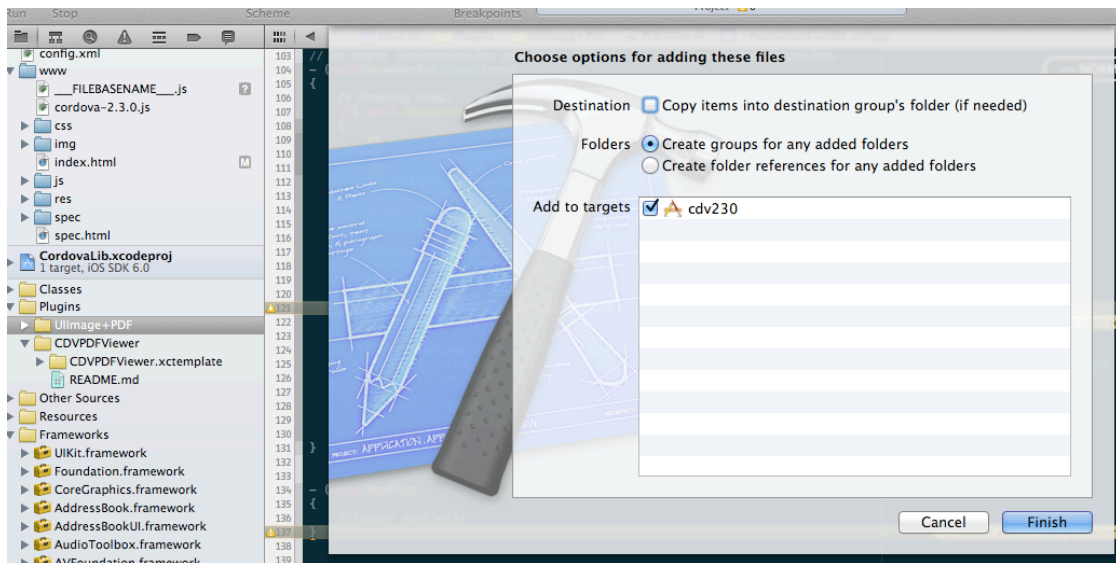 Run Stop Scheme Breakpoints
config.xml
www
___FILEBASENAME___.js ?
cordova-2.3.0.js
css
img
index.html M
js
res
spec
spec.html
CordovaLib.xcodeproj
1 target, iOS SDK 6.0
Classes
Plugins
UIImage+PDF
CDVPDFViewer
CDVPDFViewer.xctemplate
README.md
Other Sources
Resources
Frameworks
UIKit.framework
Foundation.framework
CoreGraphics.framework
AddressBook.framework
AddressBookUI.framework
AudioToolbox.framework
AVFoundation.framework
103 //
104 - (
105 {
106
107
108
109
110
111
112
113
114
115
116
117
118
119
120
121
122
123
124
125
126
127
128
129
130
131 }
132
133
134 - (
135 {
136
137 }
138
139
Choose options for adding these files
Destination Copy items into destination group's folder (if needed)
Folders Create groups for any added folders
Create folder references for any added folders
Add to targets cdv230
PROJECT: APPLICATION.APP
Cancel Finish